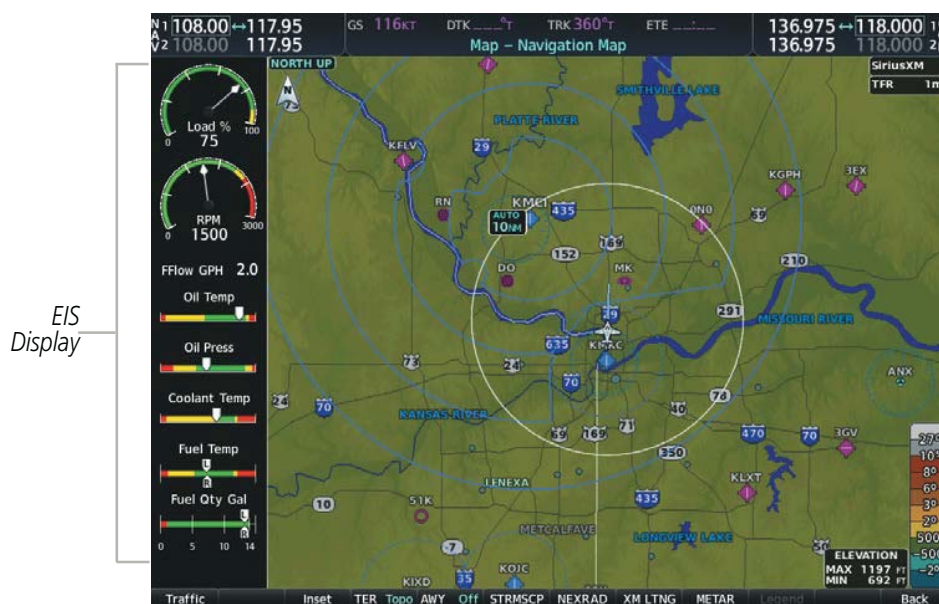 NAV 1 108.00 ↔ 117.95
2 108.00 117.95
GS 116KT DTK ___°T TRK 360°T ETE __:__
Map – Navigation Map
136.975 ↔ 118.000 1
136.975 118.000 2
NORTH UP
N
SiriusXM
TFR 1m
EIS
Display
0 100
Load %
75
0 3000
RPM
1500
FFlow GPH 2.0
Oil Temp
Oil Press
Coolant Temp
Fuel Temp
L
R
Fuel Qty Gal
L
R
0 5 10 14
SMITHVILLE LAKE
PLATTE RIVER
KFLV
29
KGPH
3EX
RN
KMCI
435
AUTO
10NM
0N0
69
169
152
210
DO
MK
291
29
MISSOURI RIVER
635
KMKC
73
24
70
ANX
24
70
78
40
KANSAS RIVER
69
169
71
470
70
3GV
350
LENEXA
KLXT
10
51K
435
METCALFAVE
LONGVIEW LAKE
50
KIXD
35
KOJC
ELEVATION
MAX 1197 FT
MIN 692 FT
Traffic Inset TER Topo AWY Off STRMSCP NEXRAD XM LTNG METAR Legend Back